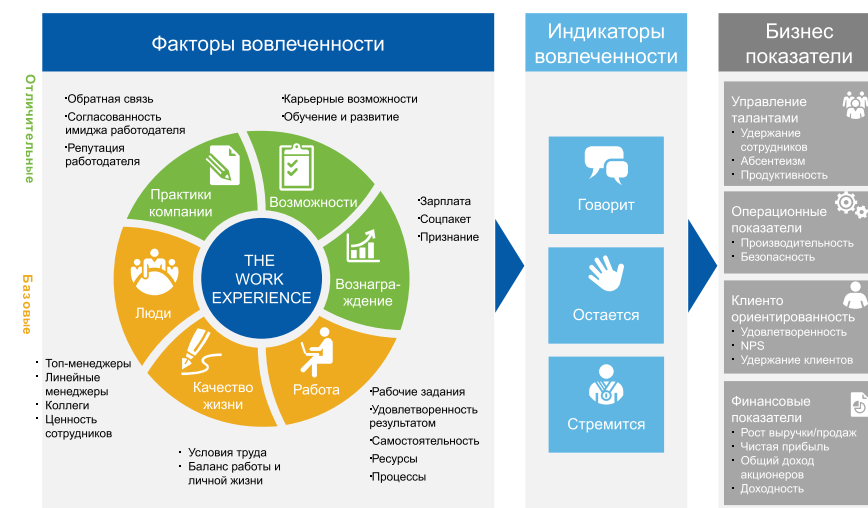 Факторы вовлеченности
Отличительные
Базовые
·Обратная связь
·Согласованность
имиджа работодателя
·Репутация
работодателя
·Карьерные возможности
·Обучение и развитие
Практики
компании
Возможности
·Зарплата
·Соцпакет
·Признание
Вознагра-
ждение
THE
WORK
EXPERIENCE
Люди
Качество
жизни
Работа
▪ Топ-менеджеры
▪ Линейные
менеджеры
▪ Коллеги
▪ Ценность
сотрудников
▪ Условия труда
▪ Баланс работы и
личной жизни
·Рабочие задания
·Удовлетворенность
результатом
·Самостоятельность
·Ресурсы
·Процессы
Индикаторы
вовлеченности
Говорит
Остается
Стремится
Бизнес
показатели
Управление
талантами
▪ Удержание
сотрудников
▪ Абсентеизм
▪ Продуктивность
Операционные
показатели
▪ Производительность
▪ Безопасность
Клиенто
ориентированность
▪ Удовлетворенность
▪ NPS
▪ Удержание клиентов
Финансовые
показатели
▪ Рост выручки/продаж
▪ Чистая прибыль
▪ Общий доход
акционеров
▪ Доходность